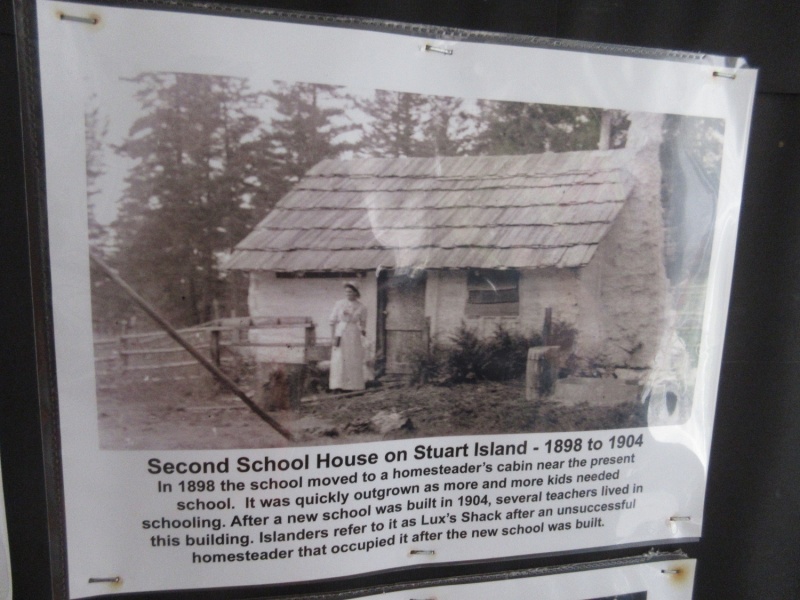 Second School House on Stuart Island - 1898 to 1904
In 1898 the school moved to a homesteader's cabin near the present
school. It was quickly outgrown as more and more kids needed
schooling. After a new school was built in 1904, several teachers lived in
this building. Islanders refer to it as Lux's Shack after an unsuccessful
homesteader that occupied it after the new school was built.